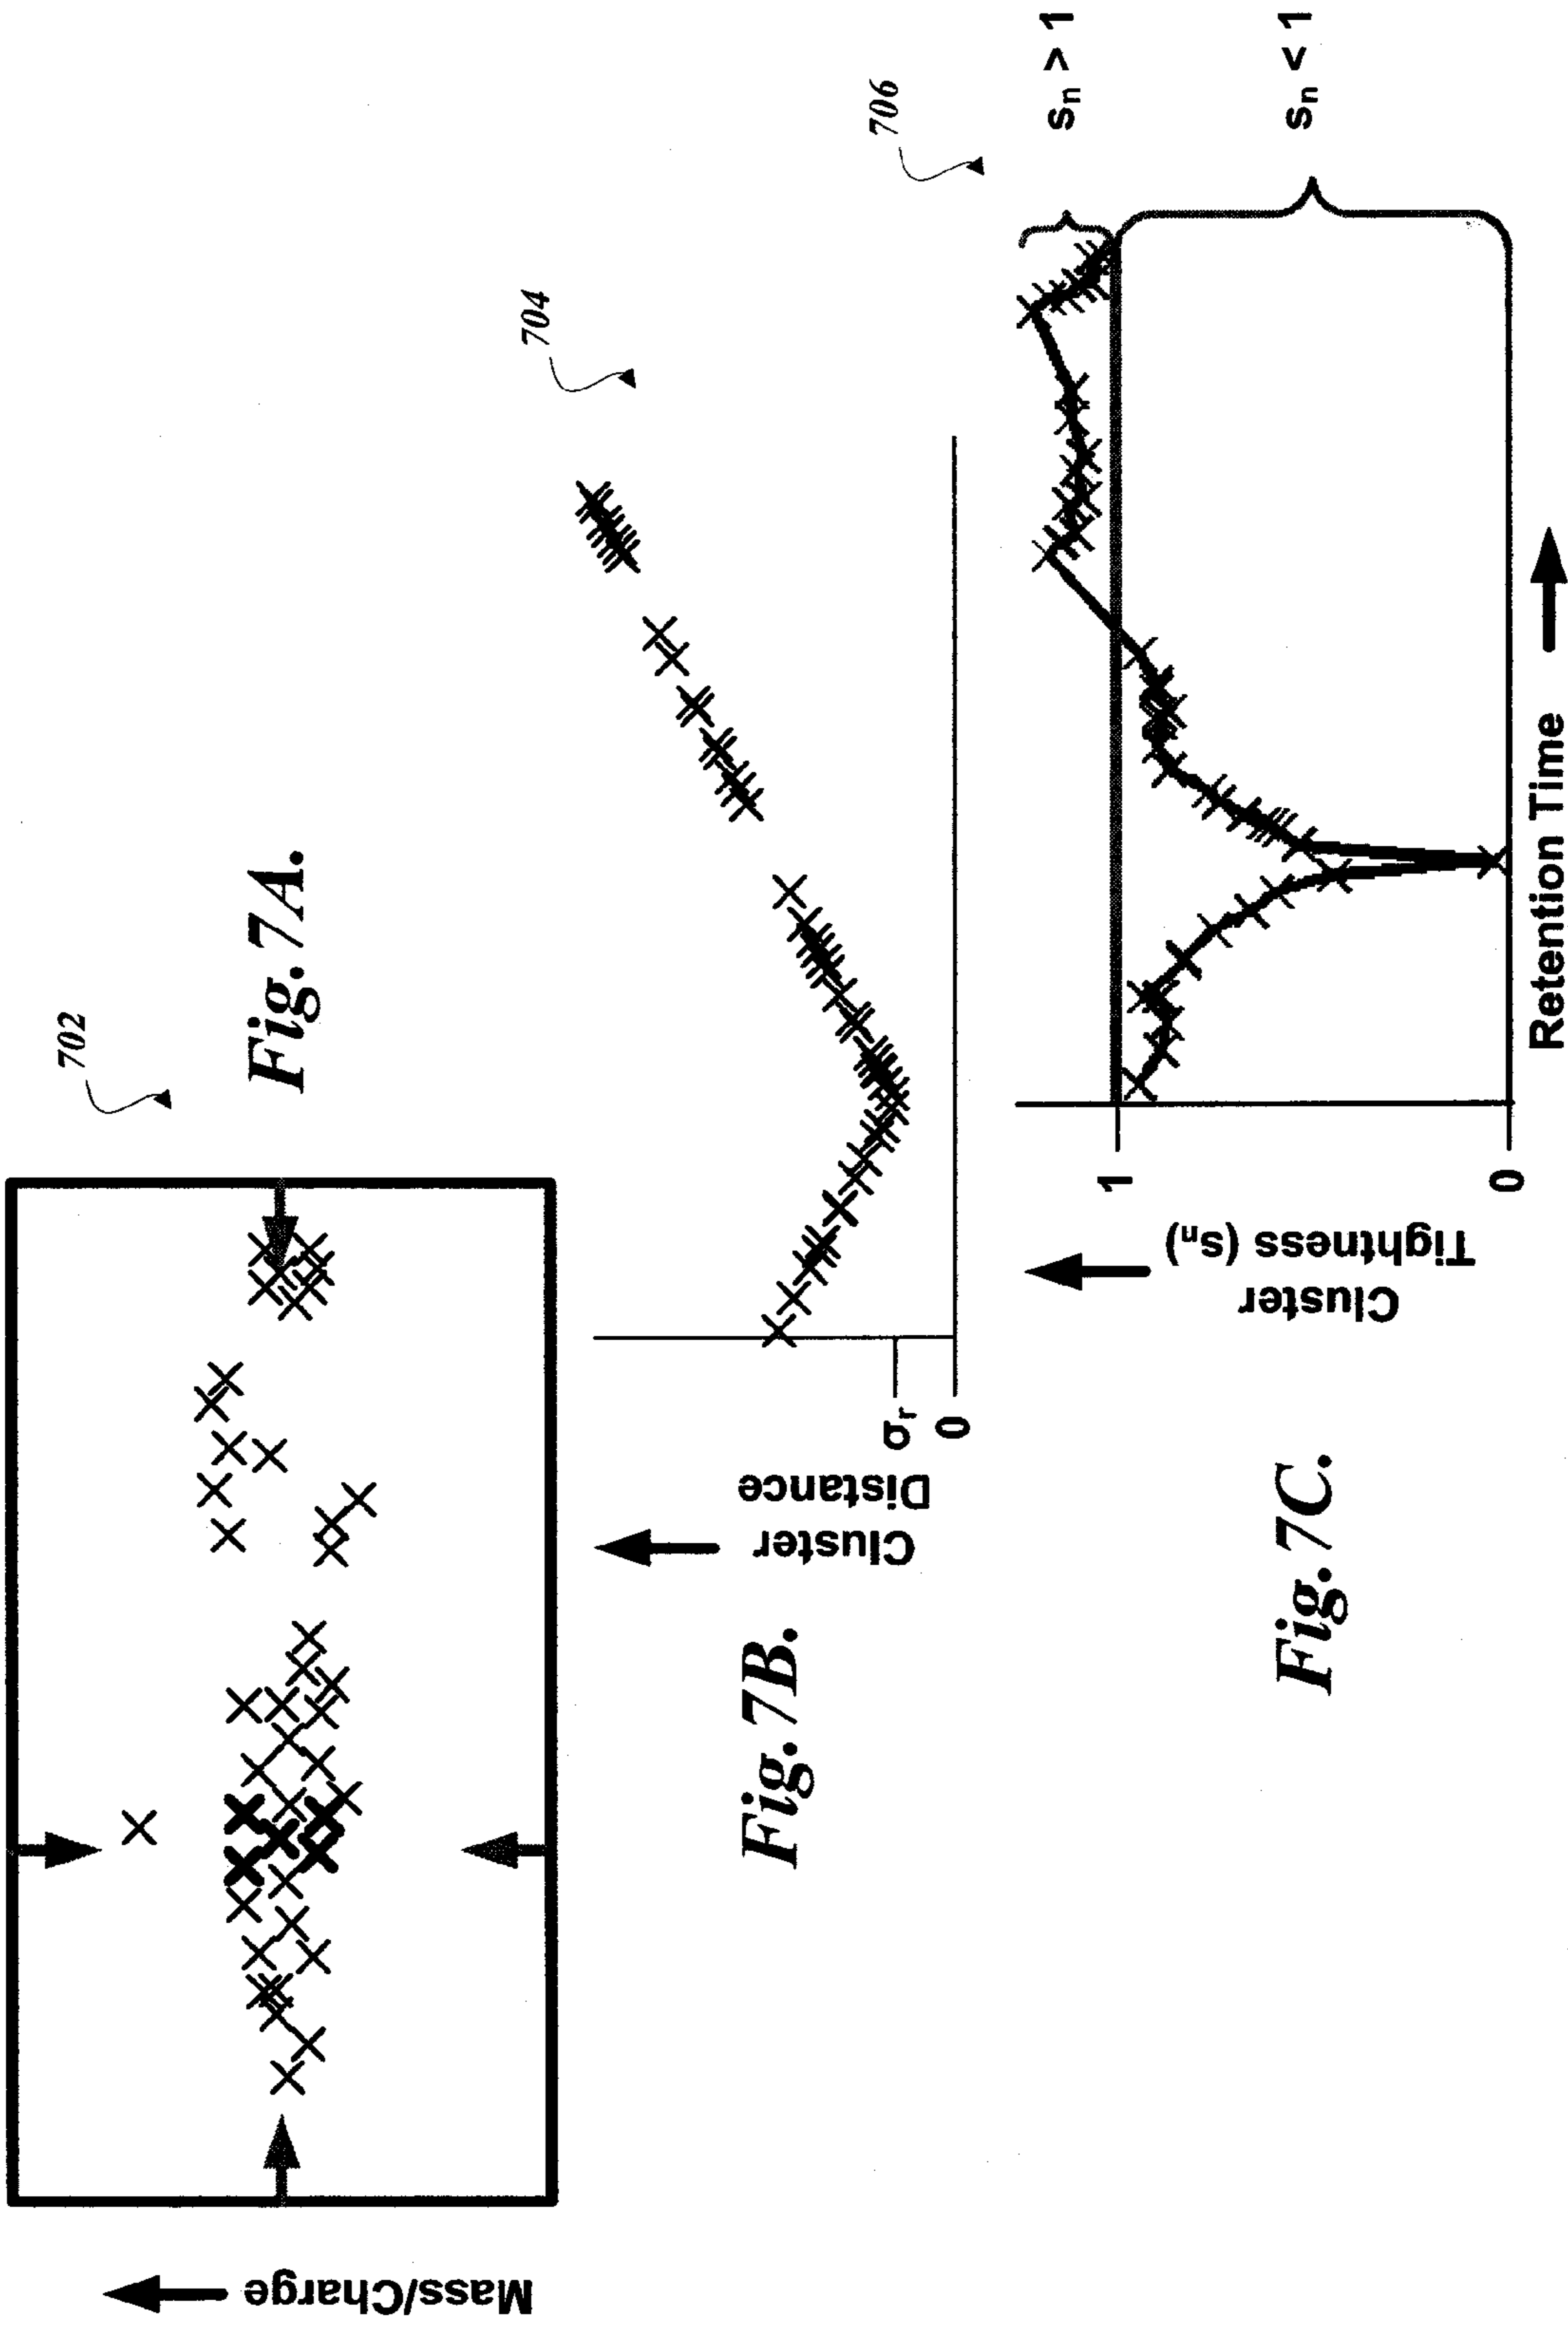 702
Fig. 7A.
Mass/Charge
704
Cluster
Distance
σr
0
Fig. 7B.
706
sn > 1
sn < 1
Cluster
Tightness (sn)
1
0
Retention Time
Fig. 7C.